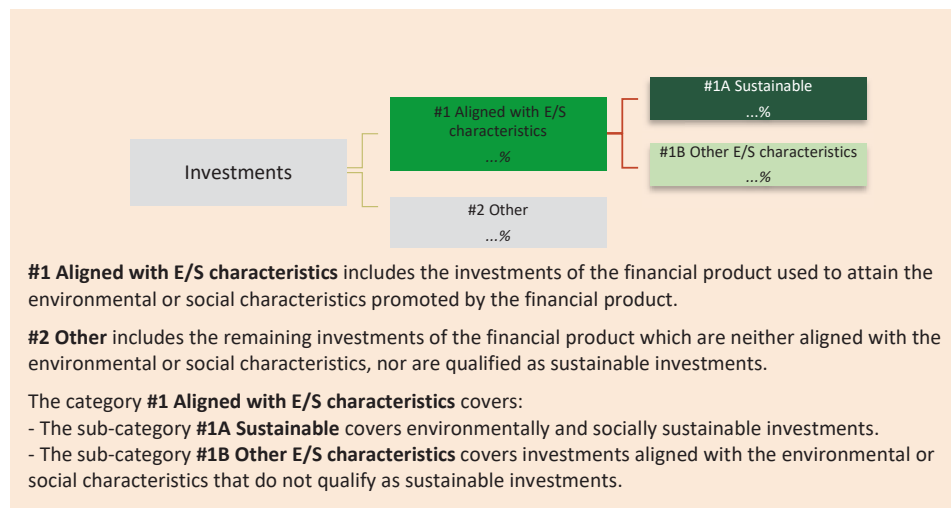 #1A Sustainable
...%
#1 Aligned with E/S
characteristics
...%
#1B Other E/S characteristics
...%
Investments
#2 Other
...%
#1 Aligned with E/S characteristics includes the investments of the financial product used to attain the
environmental or social characteristics promoted by the financial product.
#2 Other includes the remaining investments of the financial product which are neither aligned with the
environmental or social characteristics, nor are qualified as sustainable investments.
The category #1 Aligned with E/S characteristics covers:
- The sub-category #1A Sustainable covers environmentally and socially sustainable investments.
- The sub-category #1B Other E/S characteristics covers investments aligned with the environmental or
social characteristics that do not qualify as sustainable investments.